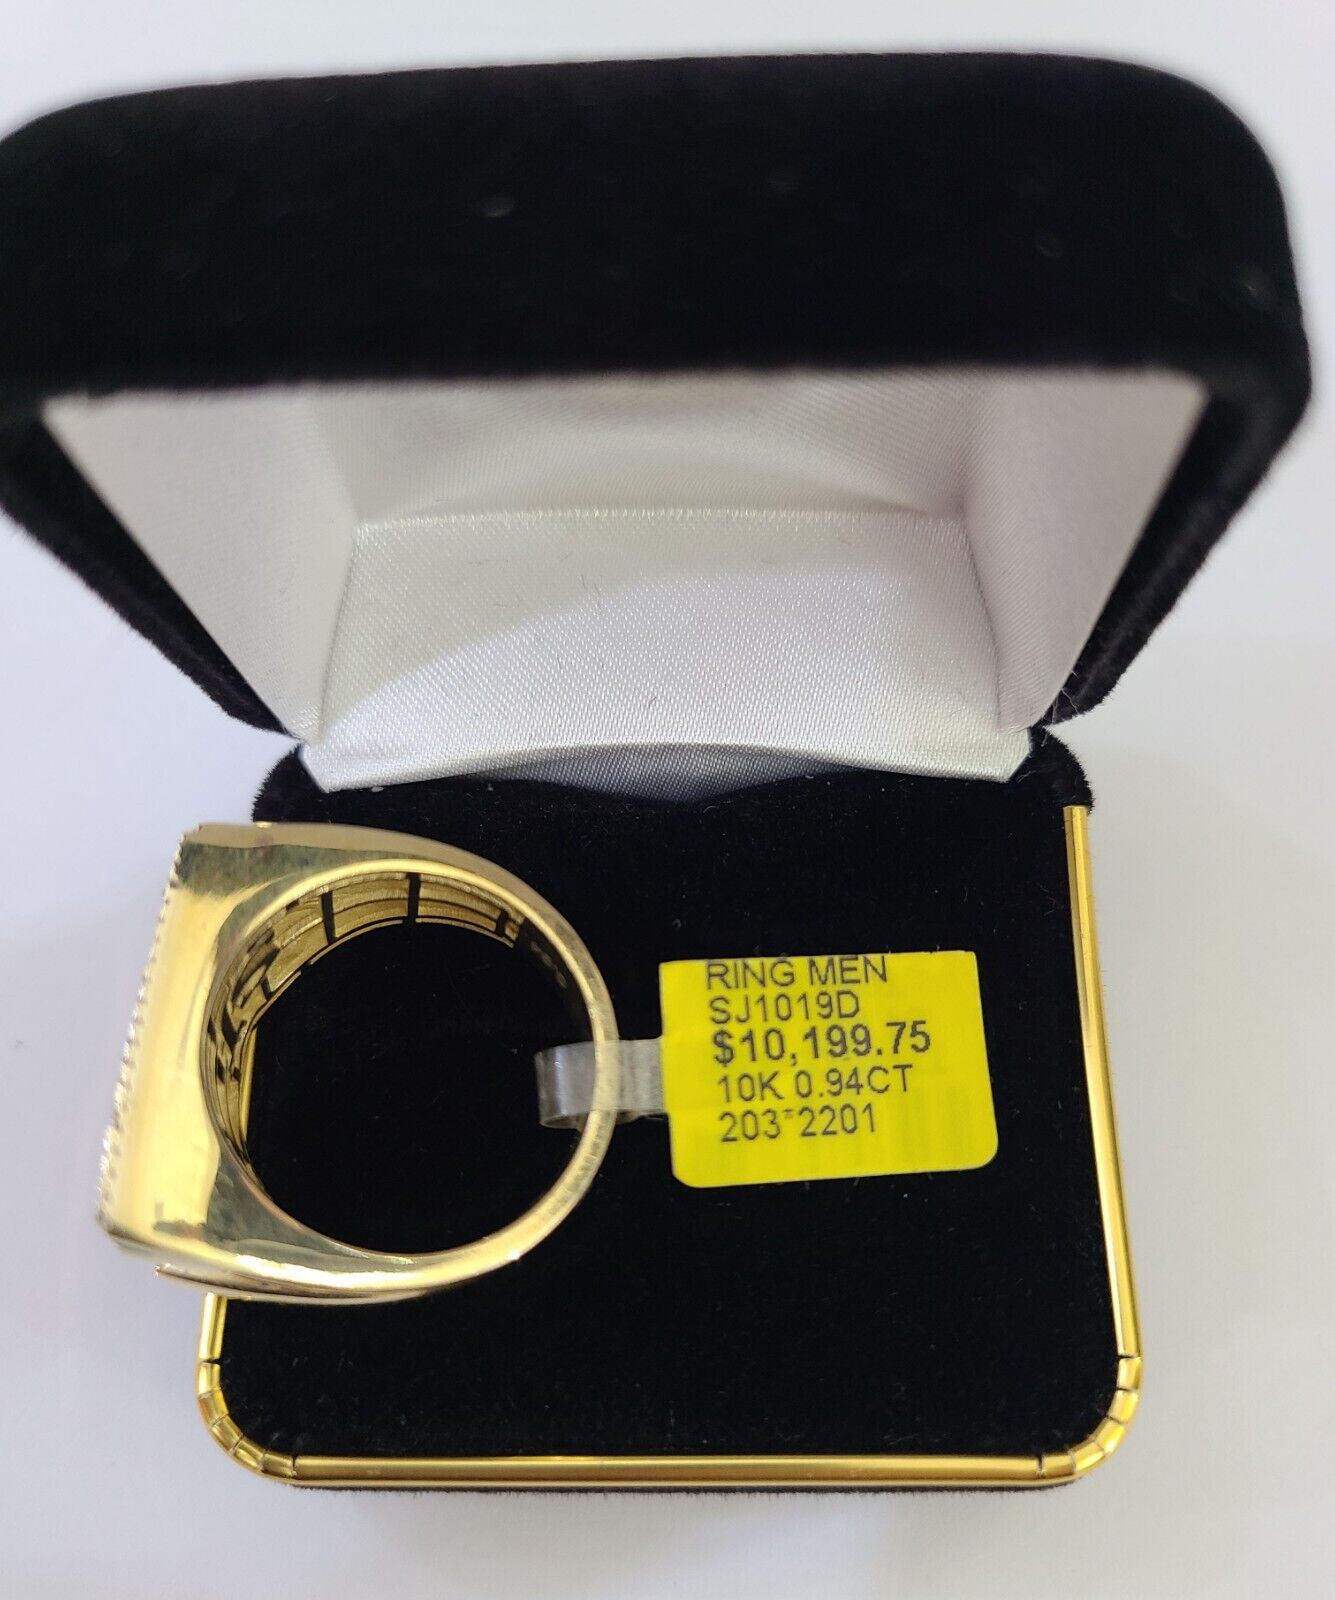 RING MEN
SJ1019D
$10,199.75
10K 0.94CT
203-2201